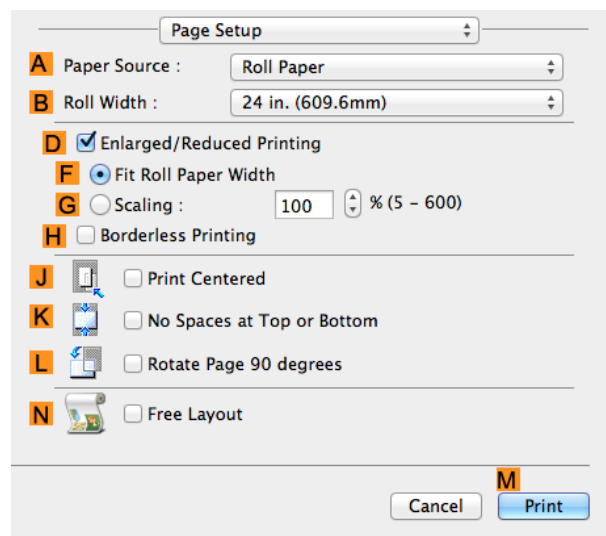 Page Setup
A Paper Source : Roll Paper
B Roll Width : 24 in. (609.6mm)
D Enlarged/Reduced Printing
F Fit Roll Paper Width
G Scaling : 100 % (5 - 600)
H Borderless Printing
J Print Centered
K No Spaces at Top or Bottom
L Rotate Page 90 degrees
N Free Layout
M
Cancel Print